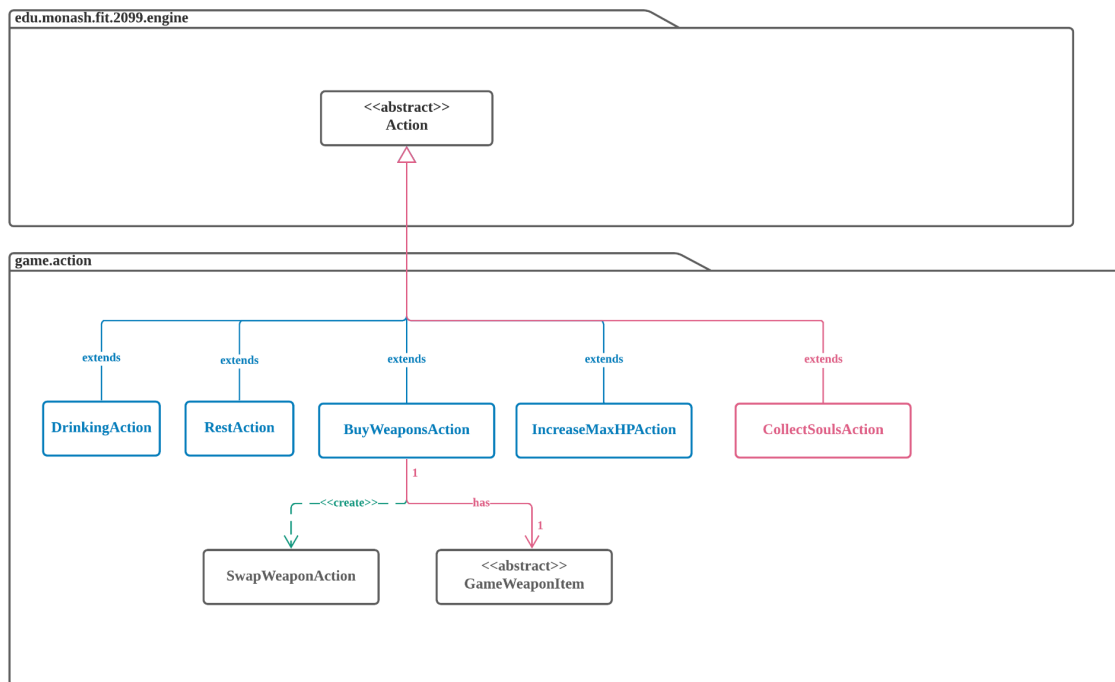 edu.monash.fit.2099.engine
<<abstract>>
Action
game.action
extends
extends
extends
extends
extends
DrinkingAction
RestAction
BuyWeaponsAction
IncreaseMaxHPAction
CollectSoulsAction
1
<<create>>
has
1
SwapWeaponAction
<<abstract>>
GameWeaponItem